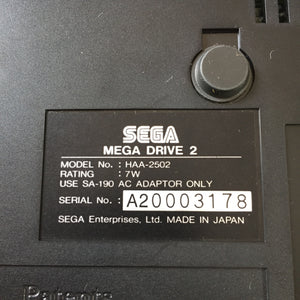 SEGA
MEGA DRIVE 2
MODEL No. : HAA-2502
RATING : 7W
USE SA-190 AC ADAPTOR ONLY
SERIAL No. : A20003178
SEGA Enterprises, Ltd. MADE IN JAPAN